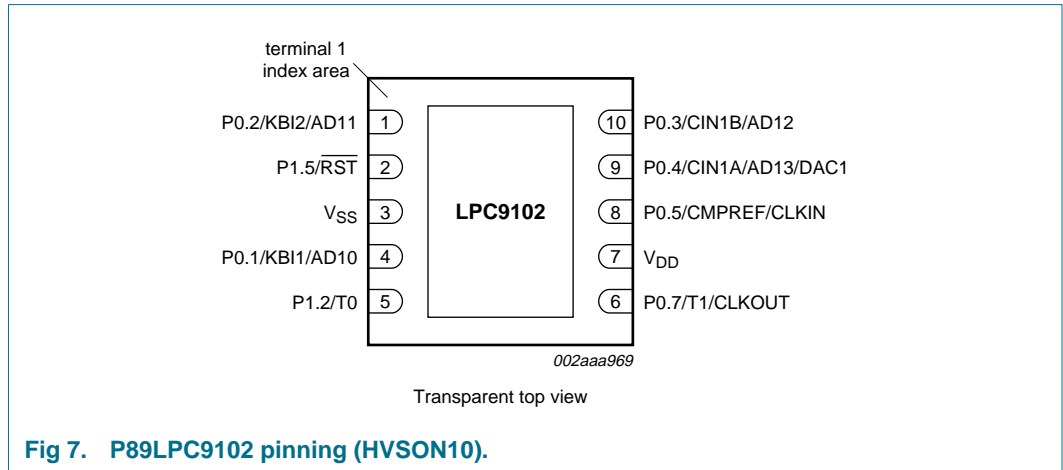 terminal 1
index area
P0.2/KBI2/AD11 1
10 P0.3/CIN1B/AD12
P1.5/RST 2
9 P0.4/CIN1A/AD13/DAC1
VSS 3
LPC9102
8 P0.5/CMPREF/CLKIN
P0.1/KBI1/AD10 4
7 VDD
P1.2/T0 5
6 P0.7/T1/CLKOUT
002aaa969
Transparent top view
Fig 7. P89LPC9102 pinning (HVSON10).